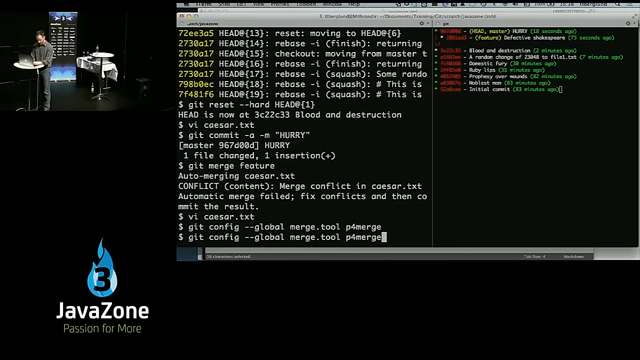 72ee3a5 HEAD@{13}: reset: moving to HEAD@{6}
2730a17 HEAD@{14}: rebase -i (finish): returning
2730a17 HEAD@{15}: checkout: moving from master t
2730a17 HEAD@{16}: rebase -i (finish): returning
2730a17 HEAD@{17}: rebase -i (squash): Some rando
798b0ec HEAD@{18}: rebase -i (squash): # This is
ff481f6 HEAD@{19}: rebase -i (squash): # This is
$ git reset --hard HEAD@{1}
HEAD is now at 3c22c33 Blood and destruction
$ vi caesar.txt
$ git commit -a -m "HURRY"
[master 967d00d] HURRY
1 file changed, 1 insertion(+)
$ git merge feature
Auto-merging caesar.txt
CONFLICT (content): Merge conflict in caesar.txt
Automatic merge failed; fix conflicts and then co
mmit the result.
$ vi caesar.txt
$ git config --global merge.tool p4merge
$ git config --global merge.tool p4merge
(HEAD, master) HURRY
(feature) Defective shakespeare (73 seconds ago)
- Blood and destruction (2 minutes ago)
- A random change of 23048 to file1.txt (7 minutes ago)
- Domestic fury (30 minutes ago)
- Ruby lips (35 minutes ago)
- Prophesy over wounds (82 minutes ago)
- Noblest man (83 minutes ago)
- Initial commit (83 minutes ago)
3
JavaZone
Passion for More